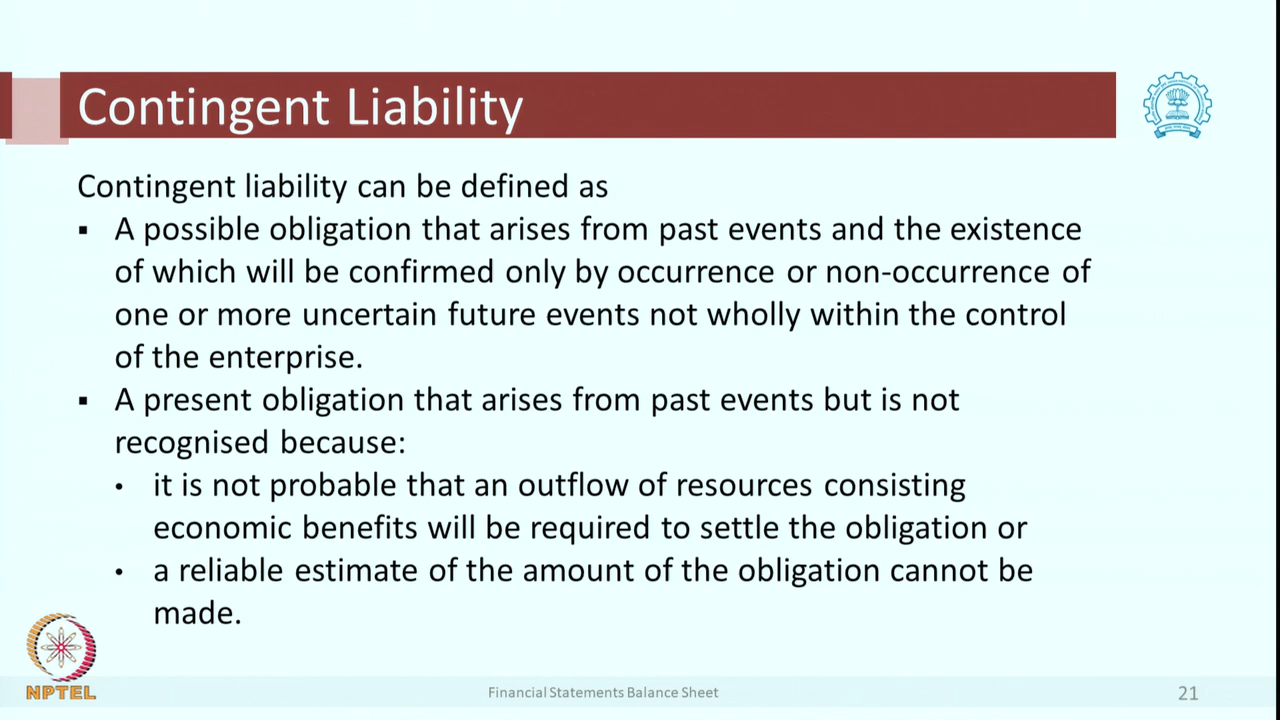 Contingent Liability
Contingent liability can be defined as
▪ A possible obligation that arises from past events and the existence
of which will be confirmed only by occurrence or non-occurrence of
one or more uncertain future events not wholly within the control
of the enterprise.
▪ A present obligation that arises from past events but is not
recognised because:
• it is not probable that an outflow of resources consisting
economic benefits will be required to settle the obligation or
• a reliable estimate of the amount of the obligation cannot be
made.
NPTEL
Financial Statements Balance Sheet
21